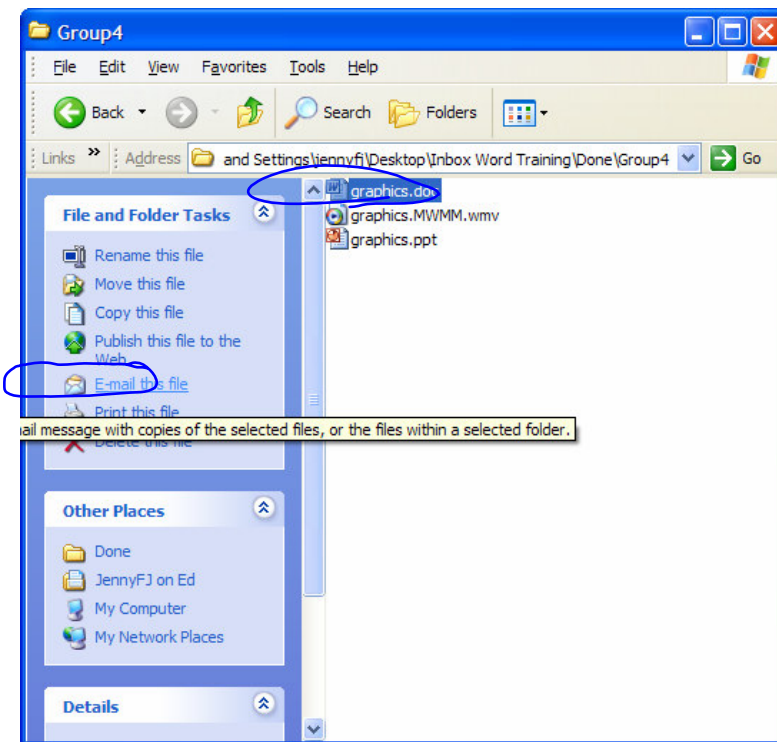 Group4
File Edit View Favorites Tools Help
Back Search Folders
Links » Address and Settings\jennyfj\Desktop\Inbox Word Training\Done\Group4 Go
File and Folder Tasks
Rename this file
Move this file
Copy this file
Publish this file to the
Web
E-mail this file
Print this file
ail message with copies of the selected files, or the files within a selected folder.
Delete this file
Other Places
Done
JennyFJ on Ed
My Computer
My Network Places
Details
graphics.doc
graphics.MWMM.wmv
graphics.ppt